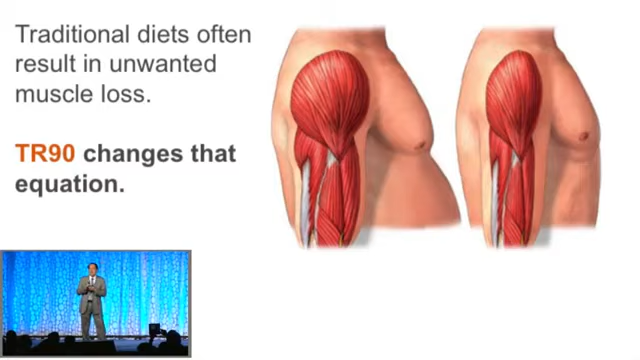 Traditional diets often
result in unwanted
muscle loss.
TR90 changes that
equation.